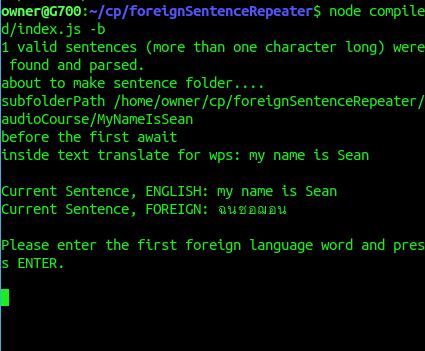 owner@G700:~/cp/foreignSentenceRepeater$ node compile
d/index.js -b
1 valid sentences (more than one character long) were
 found and parsed.
about to make sentence folder....
subfolderPath /home/owner/cp/foreignSentenceRepeater/
audioCourse/MyNameIsSean
before the first await
inside text translate for wps: my name is Sean
Current Sentence, ENGLISH: my name is Sean
Current Sentence, FOREIGN: ฉนชอฌอน
Please enter the first foreign language word and pres
s ENTER.